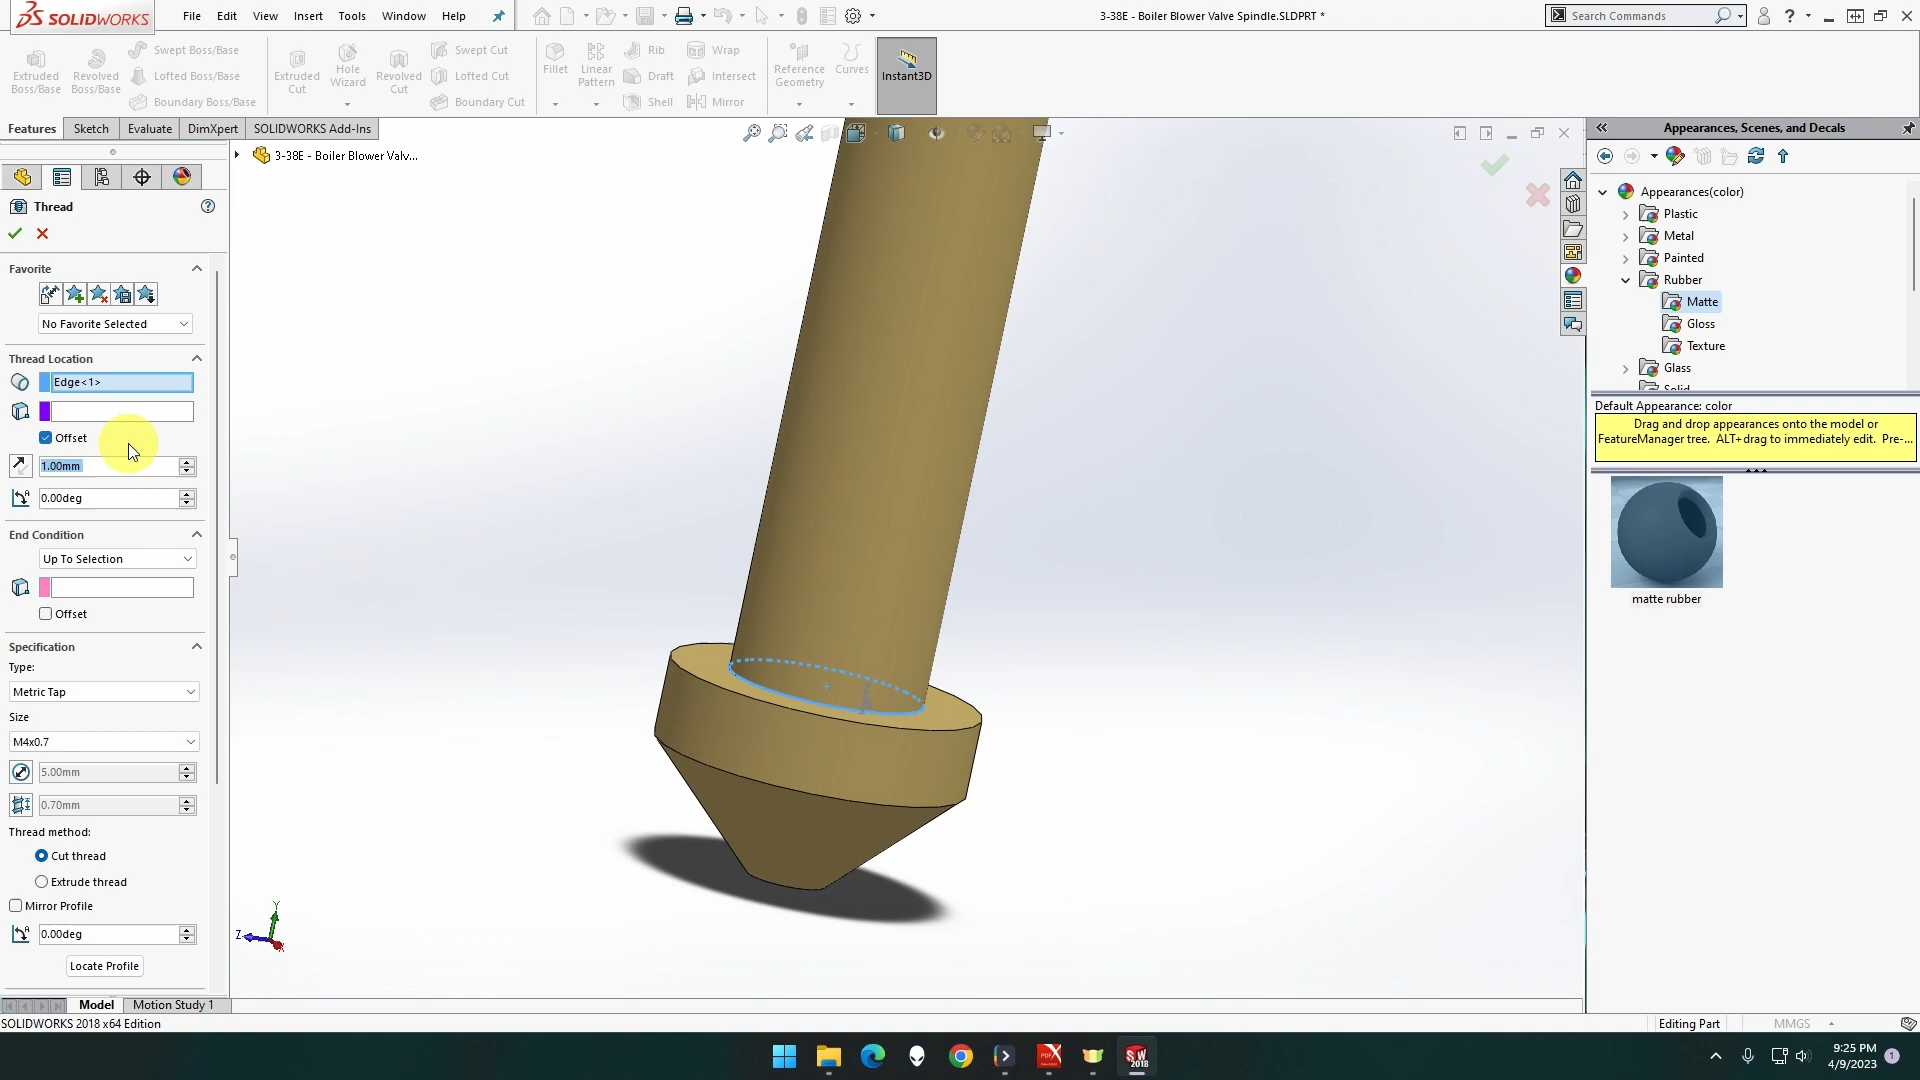 SOLIDWORKS
File Edit View Insert Tools Window Help
3-38E - Boiler Blower Valve Spindle.SLDPRT *
Search Commands
Extruded Boss/Base
Revolved Boss/Base
Swept Boss/Base
Lofted Boss/Base
Boundary Boss/Base
Extruded Cut
Hole Wizard
Revolved Cut
Swept Cut
Lofted Cut
Boundary Cut
Fillet
Linear Pattern
Rib
Draft
Shell
Wrap
Intersect
Mirror
Reference Geometry
Curves
Instant3D
Features Sketch Evaluate DimXpert SOLIDWORKS Add-Ins
3-38E - Boiler Blower Valv...
Thread
Favorite
No Favorite Selected
Thread Location
Edge<1>
Offset
1.00mm
0.00deg
End Condition
Up To Selection
Offset
Specification
Type:
Metric Tap
Size
M4x0.7
5.00mm
0.70mm
Thread method:
Cut thread
Extrude thread
Mirror Profile
0.00deg
Locate Profile
Y
Z
X
Appearances, Scenes, and Decals
Appearances(color)
Plastic
Metal
Painted
Rubber
Matte
Gloss
Texture
Glass
Default Appearance: color
Drag and drop appearances onto the model or
FeatureManager tree. ALT+drag to immediately edit. Pre-...
matte rubber
Model Motion Study 1
SOLIDWORKS 2018 x64 Edition
Editing Part
MMGS
PDF
SW
2018
9:25 PM
4/9/2023
1